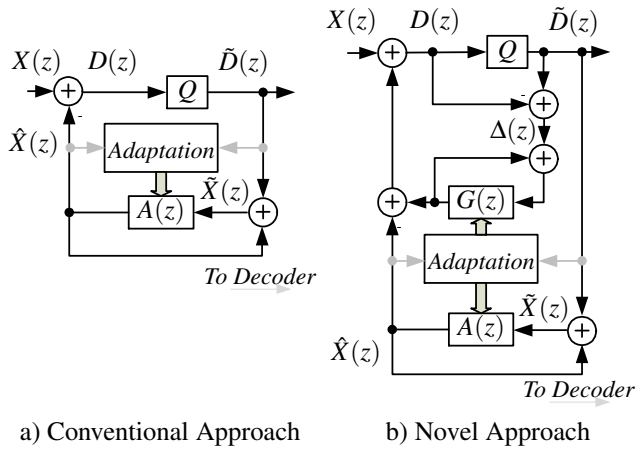 X(z)
D(z)
Q
D̃(z)
-
X̂(z)
Adaptation
A(z)
X̃(z)
To Decoder
a) Conventional Approach
X(z)
D(z)
Q
D̃(z)
-
Δ(z)
G(z)
-
Adaptation
A(z)
X̃(z)
X̂(z)
To Decoder
b) Novel Approach